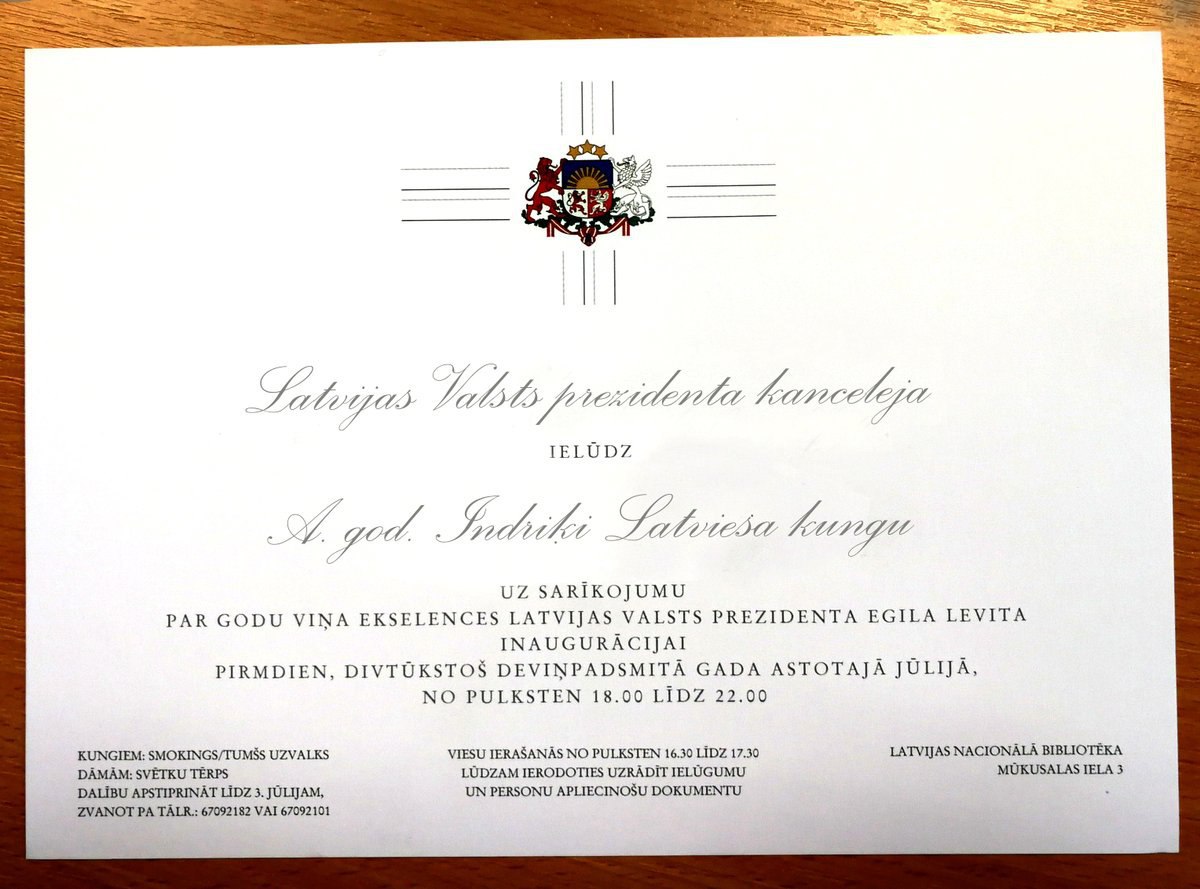 Latvijas Valsts prezidenta kanceleja
IELŪDZ
A. god. Indriķi Latvieša kungu
UZ SARĪKOJUMU
PAR GODU VIŅA EKSELENCES LATVIJAS VALSTS PREZIDENTA EGILA LEVITA
INAUGURĀCIJAI
PIRMDIEN, DIVTŪKSTOŠ DEVIŅPADSMITĀ GADA ASTOTAJĀ JŪLIJĀ,
NO PULKSTEN 18.00 LĪDZ 22.00
KUNGIEM: SMOKINGS/TUMŠS UZVALKS
DĀMĀM: SVĒTKU TĒRPS
DALĪBU APSTIPRINĀT LĪDZ 3. JŪLIJAM,
ZVANOT PA TĀLR.: 67092182 VAI 67092101
VIESU IERAŠANĀS NO PULKSTEN 16.30 LĪDZ 17.30
LŪDZAM IERODOTIES UZRĀDĪT IELŪGUMU
UN PERSONU APLIECINOŠU DOKUMENTU
LATVIJAS NACIONĀLĀ BIBLIOTĒKA
MŪKUSALAS IELA 3